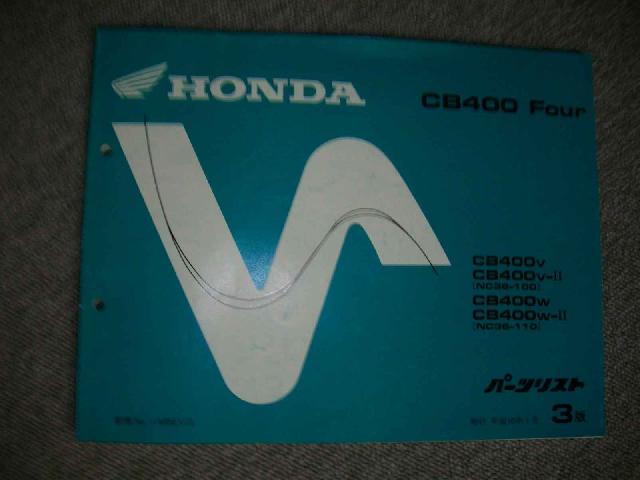 HONDA
CB400 Four
CB400V
CB400V-II
(NC36-100)
CB400W
CB400W-II
(NC36-110)
パーツリスト
3版